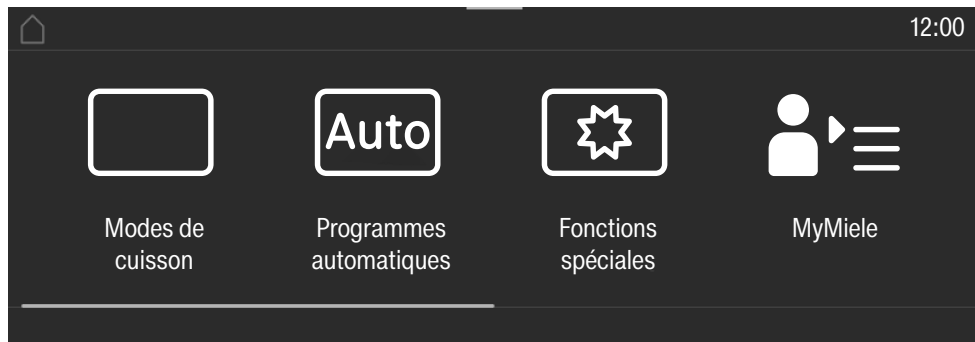 12:00
Auto
Modes de
cuisson
Programmes
automatiques
Fonctions
spéciales
MyMiele